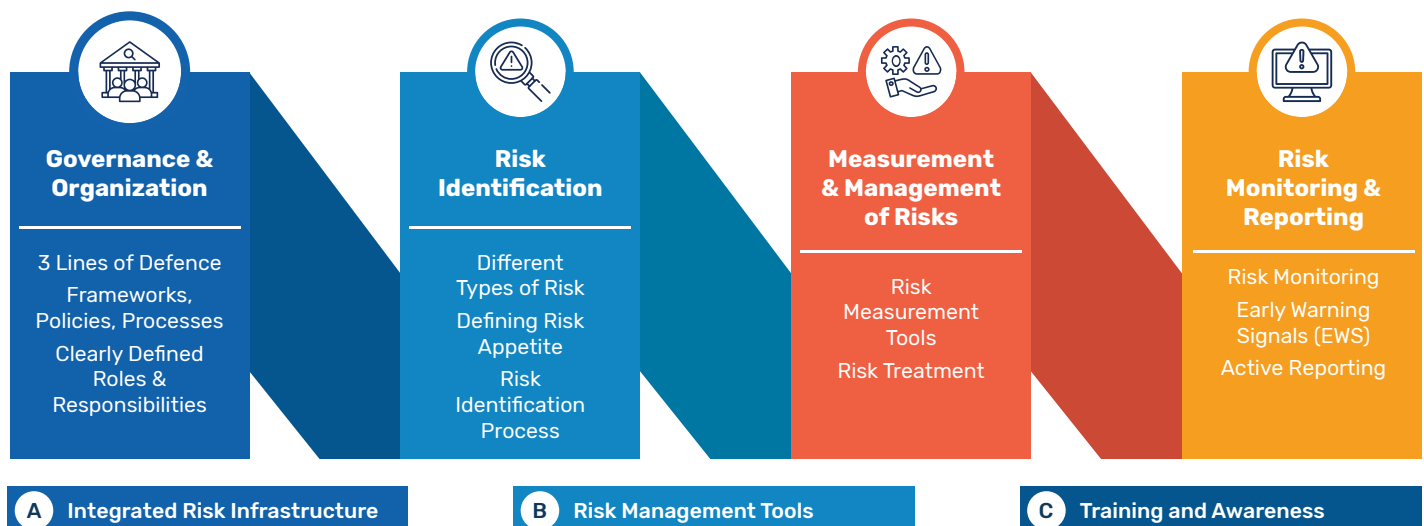 Governance &
Organization
3 Lines of Defence
Frameworks,
Policies, Processes
Clearly Defined
Roles &
Responsibilities
Risk
Identification
Different
Types of Risk
Defining Risk
Appetite
Risk
Identification
Process
Measurement
& Management
of Risks
Risk
Measurement
Tools
Risk Treatment
Risk
Monitoring &
Reporting
Risk Monitoring
Early Warning
Signals (EWS)
Active Reporting
A Integrated Risk Infrastructure
B Risk Management Tools
C Training and Awareness